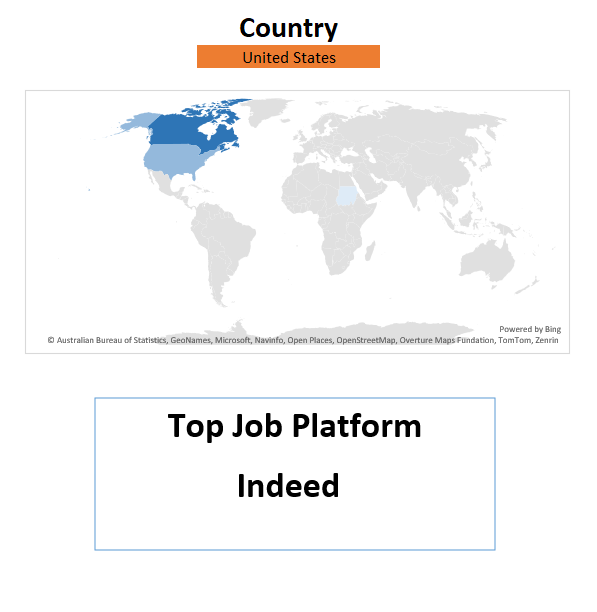 Country
United States
Powered by Bing
© Australian Bureau of Statistics, GeoNames, Microsoft, Navinfo, Open Places, OpenStreetMap, Overture Maps Fundation, TomTom, Zenrin
Top Job Platform
Indeed